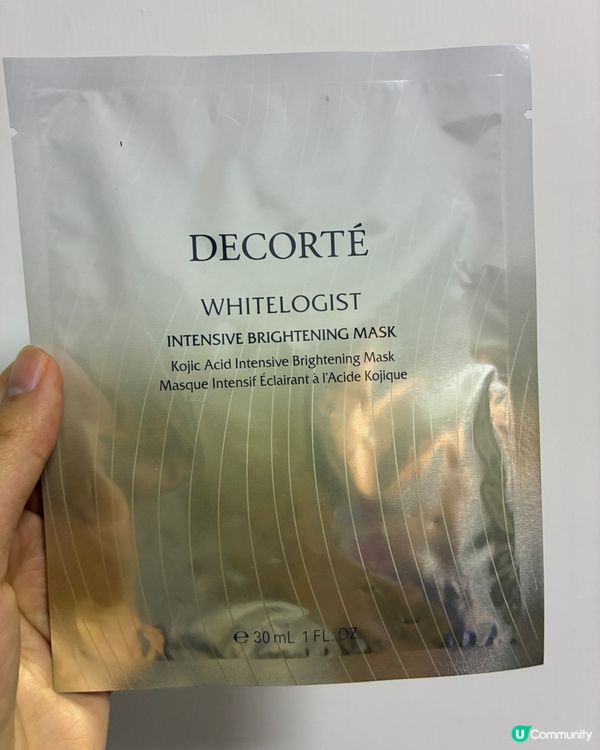 DECORTÉ
WHITELOGIST
INTENSIVE BRIGHTENING MASK
Kojic Acid Intensive Brightening Mask
Masque Intensif Éclairant à l'Acide Kojique
℮ 30 mL 1 FL. OZ.
U Community